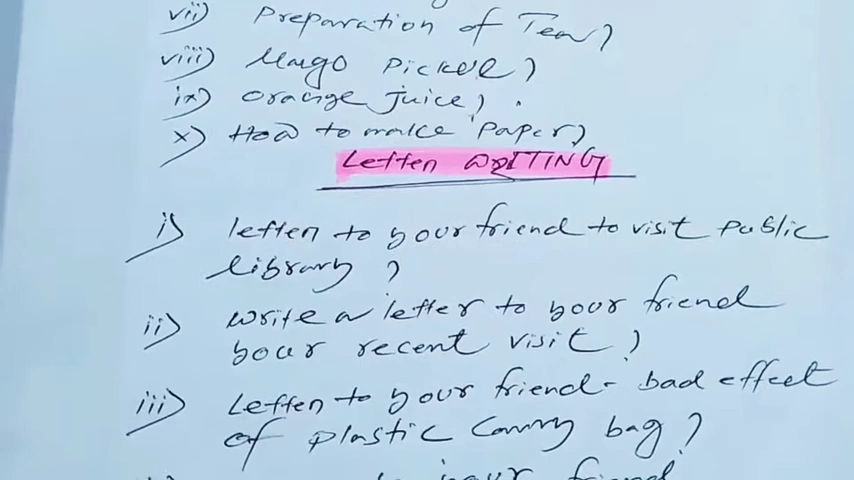 vii) Preparation of Tea)
viii) Mago Pickle)
ix) orange juice)
x) How to make Paper)
Letter WRITING
i) letter to your friend to visit public
library ?
ii) write a letter to your friend
your recent visit )
iii) Letter to your friend- bad effect
of plastic carry bag ?
your friend